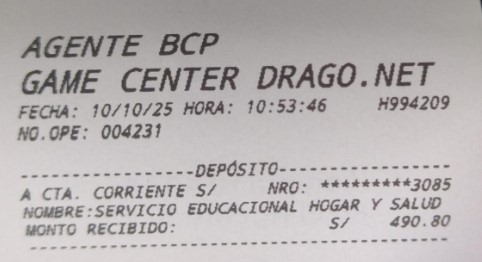 AGENTE BCP
GAME CENTER DRAGO.NET
FECHA: 10/10/25 HORA: 10:53:46 H994209
NO.OPE: 004231
-----------------DEPÓSITO-----------------
A CTA. CORRIENTE S/ NRO: *********3085
NOMBRE:SERVICIO EDUCACIONAL HOGAR Y SALUD
MONTO RECIBIDO: S/ 490.80
------------------------------------------